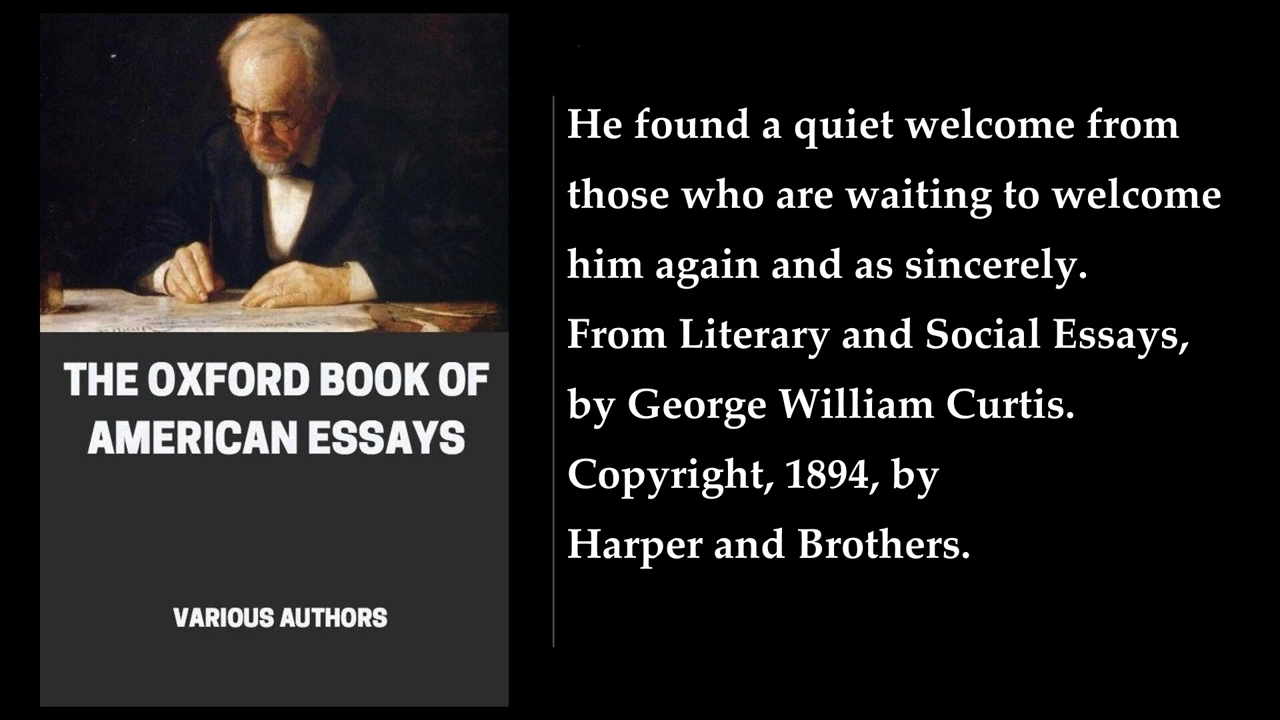 THE OXFORD BOOK OF
AMERICAN ESSAYS
VARIOUS AUTHORS
He found a quiet welcome from
those who are waiting to welcome
him again and as sincerely.
From Literary and Social Essays,
by George William Curtis.
Copyright, 1894, by
Harper and Brothers.